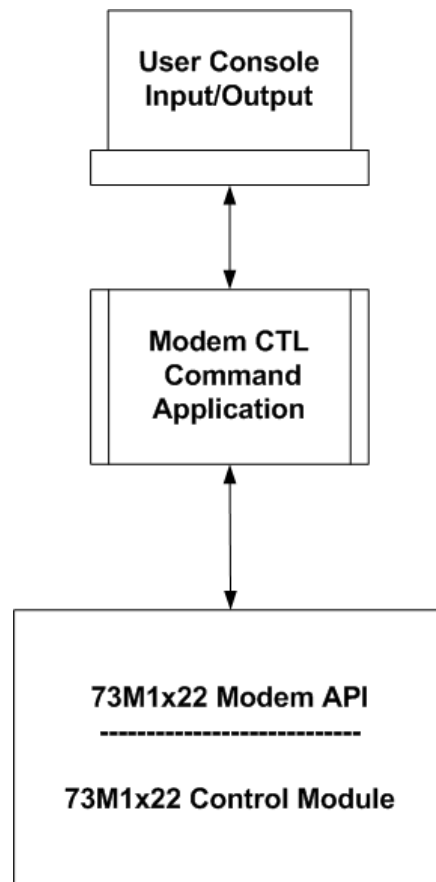 User Console
Input/Output
Modem CTL
Command
Application
73M1x22 Modem API
73M1x22 Control Module